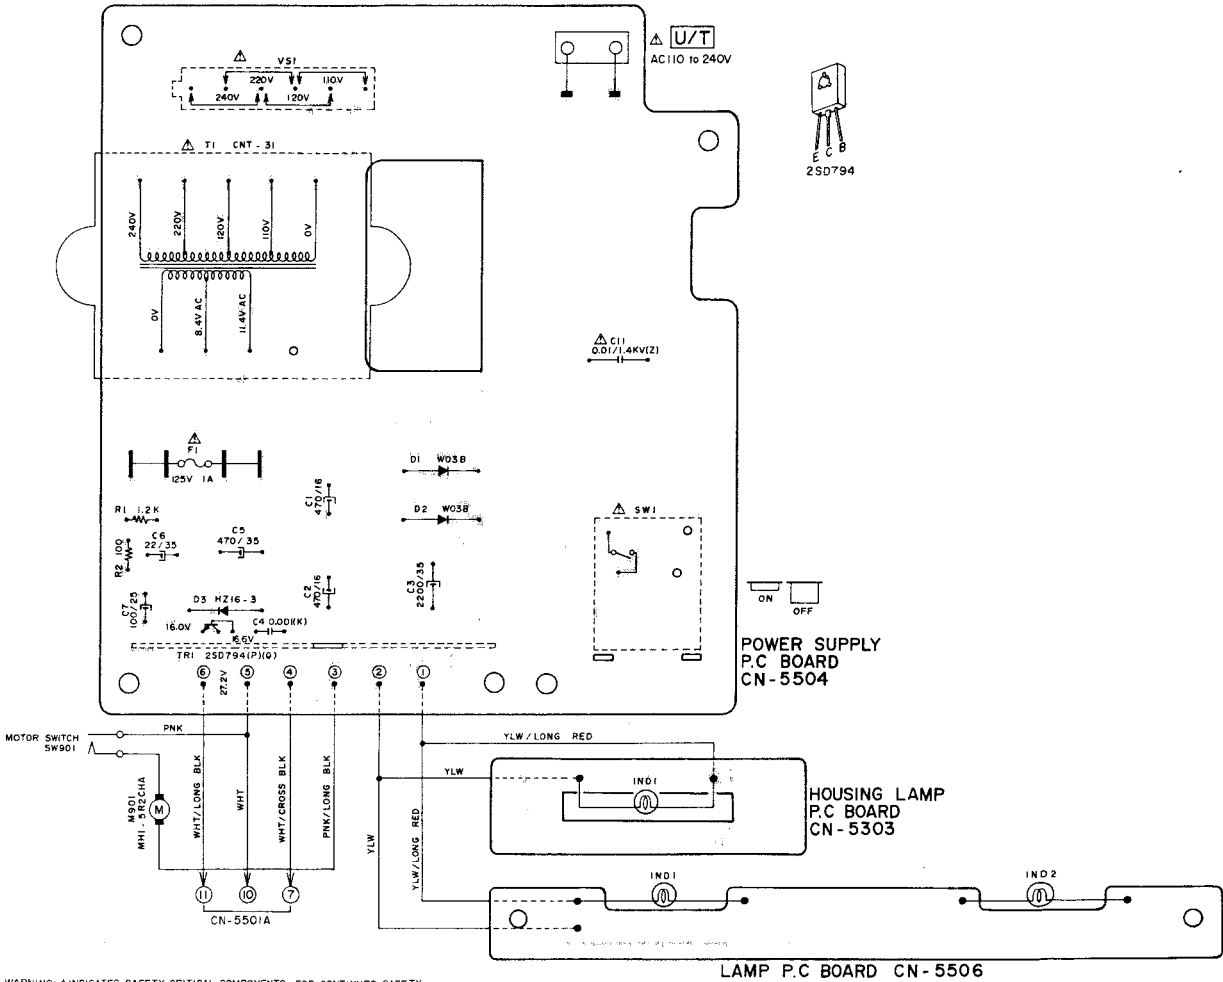 U/T
AC110 to 240V
VS1
220V
110V
240V
120V
T1 CNT-31
240V
220V
120V
110V
0V
0V
8.4V AC
11.4V AC
E C B
2SD794
C11
0.01/1.4KV(Z)
F1
125V 1A
D1 W03B
C1
470/16
D2 W03B
SW1
R1 1.2K
R2 100
C6
22/35
C5
470/35
C2
470/16
C3
2200/35
C7
100/25
D3 HZ16-3
16.0V
16.6V
C4 0.001(K)
TR1 2SD794(P)(Q)
ON
OFF
POWER SUPPLY
P.C BOARD
CN-5504
6
27.2V
5
4
3
2
1
MOTOR SWITCH
SW901
PNK
M901
MHI-5R2CHA
M
WHT/LONG BLK
WHT
WHT/CROSS BLK
PNK/LONG BLK
YLW/LONG RED
YLW
YLW
YLW/LONG RED
IND1
HOUSING LAMP
P.C BOARD
CN-5303
11
10
7
CN-5501A
IND1
IND2
LAMP P.C BOARD CN-5506